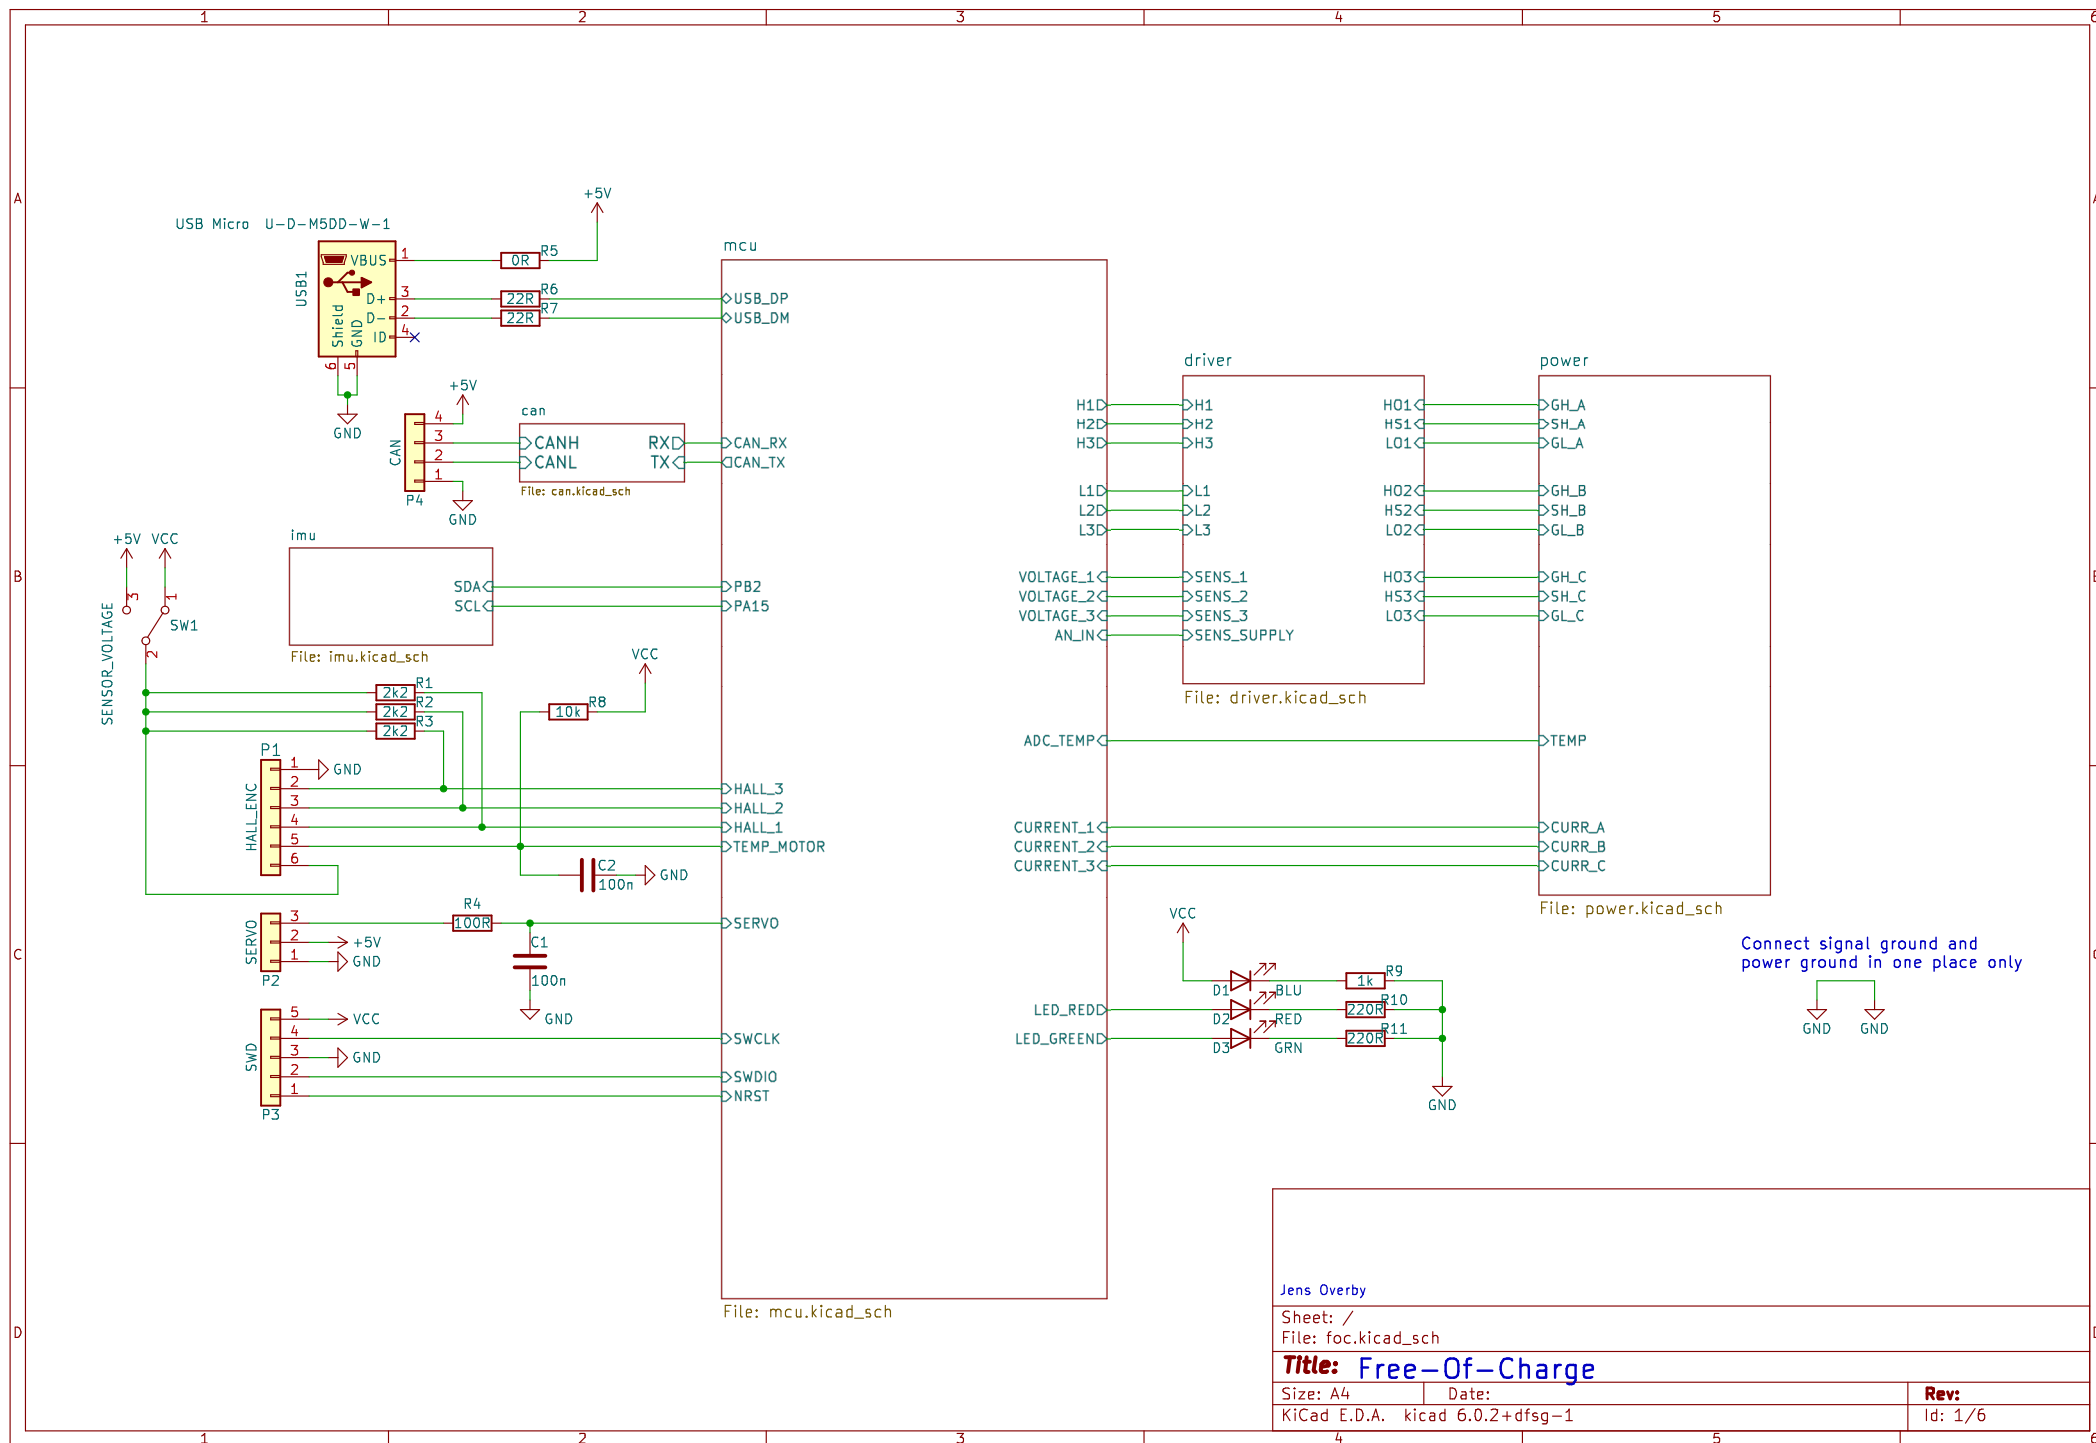 1 2 3 4 5 6
A
B
C
D
USB Micro U-D-M5DD-W-1
USB1
VBUS 1
D+ 3
D- 2
ID 4
Shield 6
GND 5
GND
R5
0R
+5V
R6
22R
R7
22R
mcu
USB_DP
USB_DM
CAN_RX
CAN_TX
PB2
PA15
HALL_3
HALL_2
HALL_1
TEMP_MOTOR
SERVO
SWCLK
SWDIO
NRST
H1
H2
H3
L1
L2
L3
VOLTAGE_1
VOLTAGE_2
VOLTAGE_3
AN_IN
ADC_TEMP
CURRENT_1
CURRENT_2
CURRENT_3
LED_RED
LED_GREEN
File: mcu.kicad_sch
+5V
CAN
4
3
2
1
P4
GND
can
CANH RX
CANL TX
File: can.kicad_sch
imu
SDA
SCL
File: imu.kicad_sch
+5V VCC
3 1
SW1
2
SENSOR_VOLTAGE
R1
2k2
R2
2k2
R3
2k2
VCC
R8
10k
P1
HALL_ENC
1 GND
2
3
4
5
6
C2
100n
GND
SERVO
3
2 +5V
1 GND
P2
R4
100R
C1
100n
GND
SWD
5 VCC
4
3 GND
2
1
P3
driver
H1 HO1
H2 HS1
H3 LO1
L1 HO2
L2 HS2
L3 LO2
SENS_1 HO3
SENS_2 HS3
SENS_3 LO3
SENS_SUPPLY
File: driver.kicad_sch
power
GH_A
SH_A
GL_A
GH_B
SH_B
GL_B
GH_C
SH_C
GL_C
TEMP
CURR_A
CURR_B
CURR_C
File: power.kicad_sch
VCC
D1 BLU
R9
1k
D2 RED
R10
220R
D3 GRN
R11
220R
GND
Connect signal ground and
power ground in one place only
GND GND
Jens Overby
Sheet: /
File: foc.kicad_sch
Title: Free-Of-Charge
Size: A4 Date: Rev:
KiCad E.D.A. kicad 6.0.2+dfsg-1 Id: 1/6
1 2 3 4 5 6